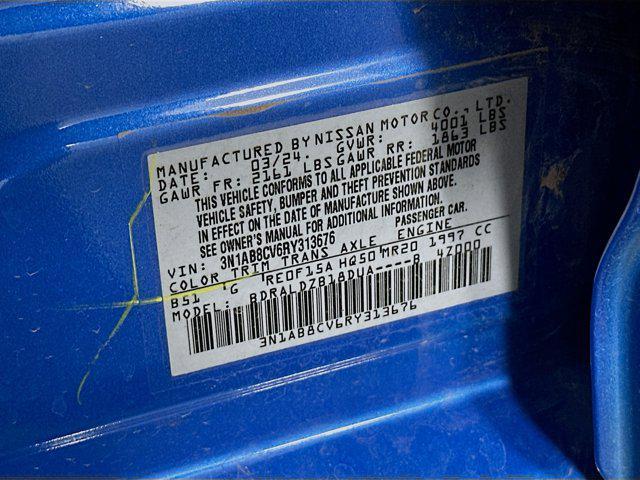 MANUFACTURED BY NISSAN MOTOR CO., LTD.
DATE: 03/24 GVWR: 4001 LBS
GAWR FR: 2161 LBS GAWR RR: 1863 LBS
THIS VEHICLE CONFORMS TO ALL APPLICABLE FEDERAL MOTOR
VEHICLE SAFETY, BUMPER AND THEFT PREVENTION STANDARDS
IN EFFECT ON THE DATE OF MANUFACTURE SHOWN ABOVE.
SEE OWNER'S MANUAL FOR ADDITIONAL INFORMATION.
VIN: 3N1AB8CV6RY313676 PASSENGER CAR.
COLOR TRIM TRANS AXLE ENGINE
B51 G RE0F15A HQ50 MR20 1997 CC
MODEL: BDRALDZB18DUA----B 4Z000
3N1AB8CV6RY313676